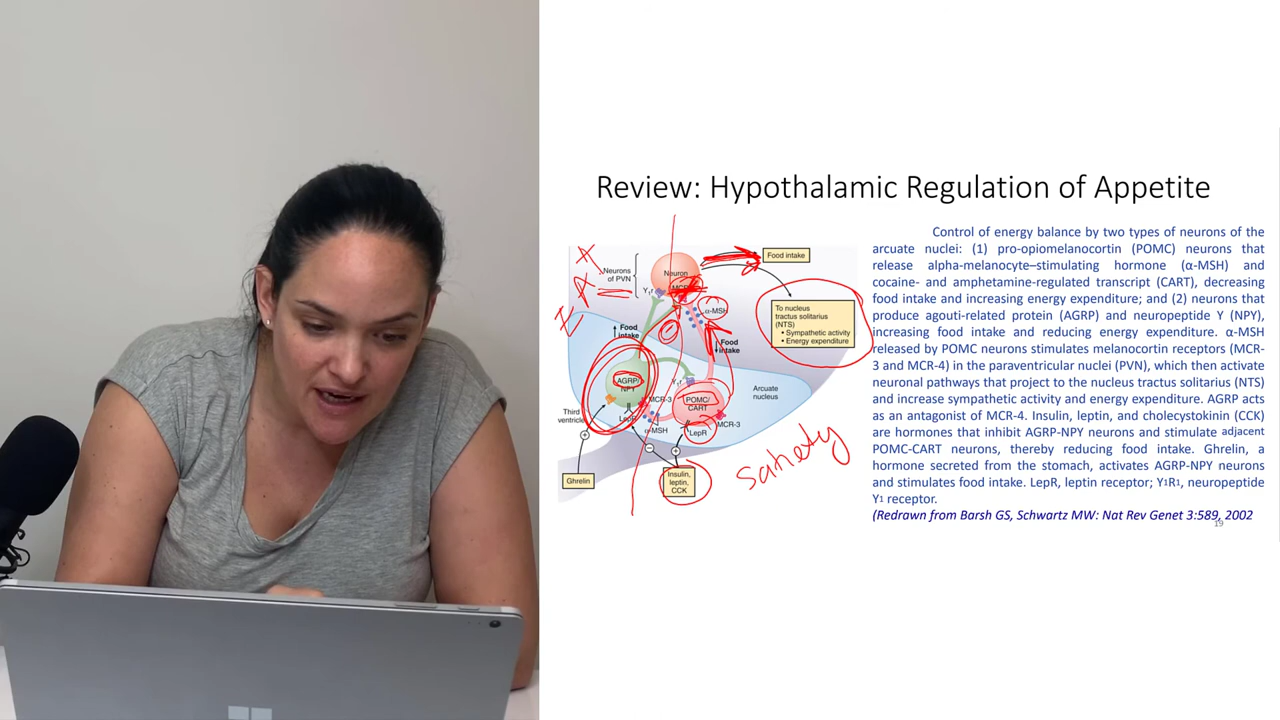 Review: Hypothalamic Regulation of Appetite
Control of energy balance by two types of neurons of the
arcuate nuclei: (1) pro-opiomelanocortin (POMC) neurons that
release alpha-melanocyte–stimulating hormone (α-MSH) and
cocaine- and amphetamine-regulated transcript (CART), decreasing
food intake and increasing energy expenditure; and (2) neurons that
produce agouti-related protein (AGRP) and neuropeptide Y (NPY),
increasing food intake and reducing energy expenditure. α-MSH
released by POMC neurons stimulates melanocortin receptors (MCR-
3 and MCR-4) in the paraventricular nuclei (PVN), which then activate
neuronal pathways that project to the nucleus tractus solitarius (NTS)
and increase sympathetic activity and energy expenditure. AGRP acts
as an antagonist of MCR-4. Insulin, leptin, and cholecystokinin (CCK)
are hormones that inhibit AGRP-NPY neurons and stimulate adjacent
POMC-CART neurons, thereby reducing food intake. Ghrelin, a
hormone secreted from the stomach, activates AGRP-NPY neurons
and stimulates food intake. LepR, leptin receptor; Y1R1, neuropeptide
Y1 receptor.
(Redrawn from Barsh GS, Schwartz MW: Nat Rev Genet 3:589, 2002
19
Neurons
of PVN
Neuron
Y1r
Food intake
To nucleus
tractus solitarius
(NTS)
• Sympathetic activity
• Energy expenditure
α-MSH
Food
intake
Food
intake
AGRP/
NPY
Y1r
POMC/
CART
Arcuate
nucleus
MCR-3
MCR-3
Third
ventricle
LepR
α-MSH
LepR
Ghrelin
Insulin,
leptin,
CCK
satiety